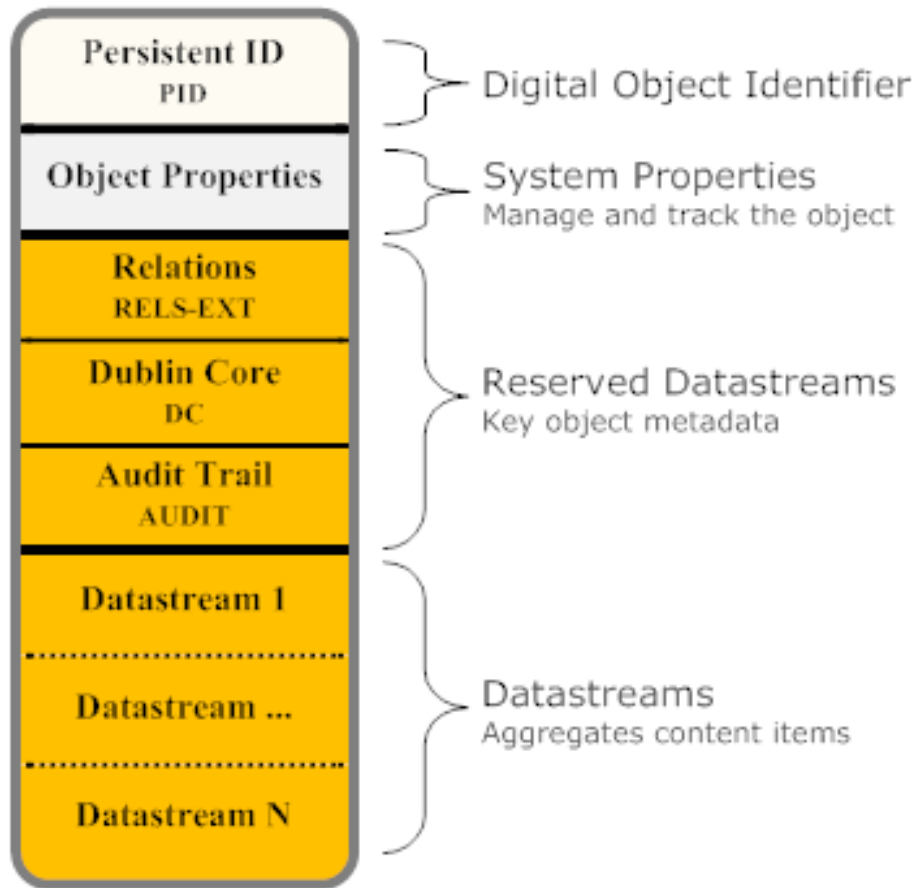 Persistent ID
PID
Digital Object Identifier
Object Properties
System Properties
Manage and track the object
Relations
RELS-EXT
Dublin Core
DC
Audit Trail
AUDIT
Reserved Datastreams
Key object metadata
Datastream 1
Datastream ...
Datastream N
Datastreams
Aggregates content items